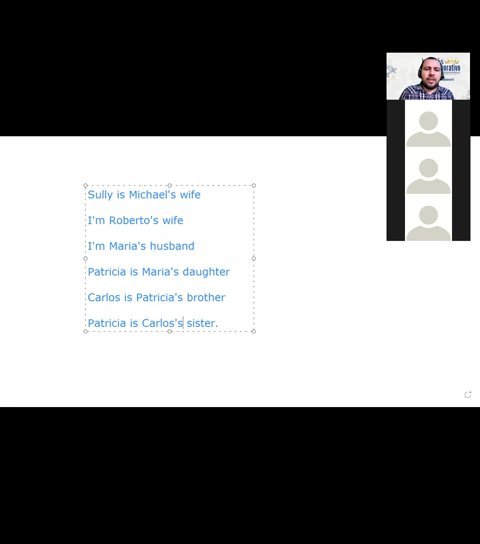 Sully is Michael's wife
I'm Roberto's wife
I'm Maria's husband
Patricia is Maria's daughter
Carlos is Patricia's brother
Patricia is Carlos's sister.